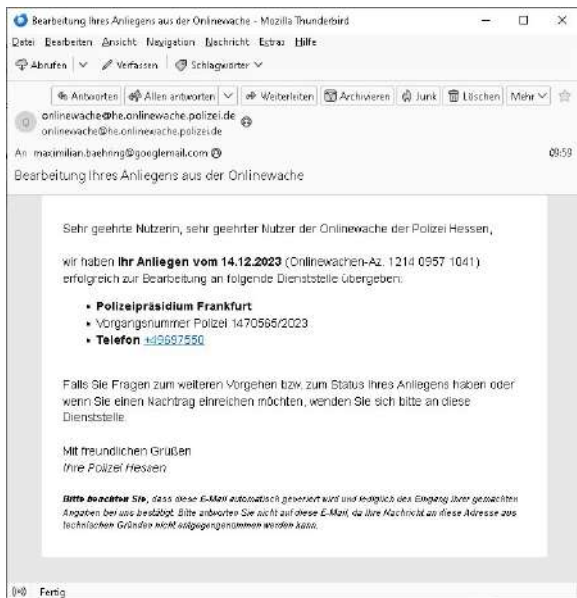 Bearbeitung Ihres Anliegens aus der Onlinewache - Mozilla Thunderbird
Datei Bearbeiten Ansicht Navigation Nachricht Extras Hilfe
Abrufen Verfassen Schlagwörter
Antworten Allen antworten Weiterleiten Archivieren Junk Löschen Mehr
O
onlinewache@he.onlinewache.polizei.de
onlinewache@he.onlinewache.polizei.de
An maximilian.baehring@googlemail.com
09:59
Bearbeitung Ihres Anliegens aus der Onlinewache
Sehr geehrte Nutzerin, sehr geehrter Nutzer der Onlinewache der Polizei Hessen,
wir haben Ihr Anliegen vom 14.12.2023 (Onlinewachen-Az. 1214 0957 1041)
erfolgreich zur Bearbeitung an folgende Dienststelle übergeben:
• Polizeipräsidium Frankfurt
• Vorgangsnummer Polizei 1470565/2023
• Telefon +49697550
Falls Sie Fragen zum weiteren Vorgehen bzw. zum Status Ihres Anliegens haben oder
wenn Sie einen Nachtrag einreichen möchten, wenden Sie sich bitte an diese
Dienststelle.
Mit freundlichen Grüßen
Ihre Polizei Hessen
Bitte beachten Sie, dass diese E-Mail automatisch generiert wird und lediglich den Eingang Ihrer gemachten
Angaben bei uns bestätigt. Bitte antworten Sie nicht auf diese E-Mail, da Ihre Nachricht an diese Adresse aus
technischen Gründen nicht entgegengenommen werden kann.
Fertig